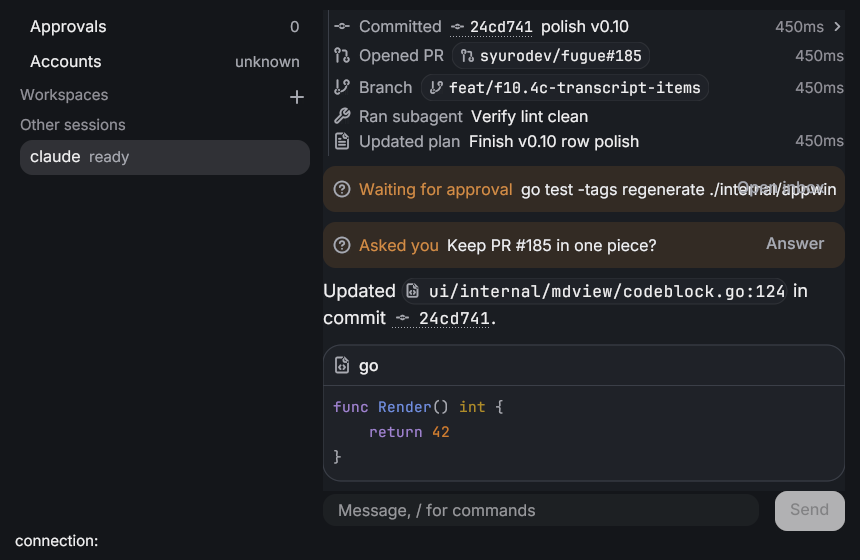 Approvals 0
Accounts unknown
Workspaces +
Other sessions
claude ready
connection:
Committed 24cd741 polish v0.10 450ms
Opened PR syurodev/fugue#185 450ms
Branch feat/f10.4c-transcript-items 450ms
Ran subagent Verify lint clean
Updated plan Finish v0.10 row polish 450ms
Waiting for approval go test -tags regenerate ./internal/appwin Open inbox
Asked you Keep PR #185 in one piece? Answer
Updated ui/internal/mdview/codeblock.go:124 in
commit 24cd741.
go
func Render() int {
    return 42
}
Message, / for commands Send